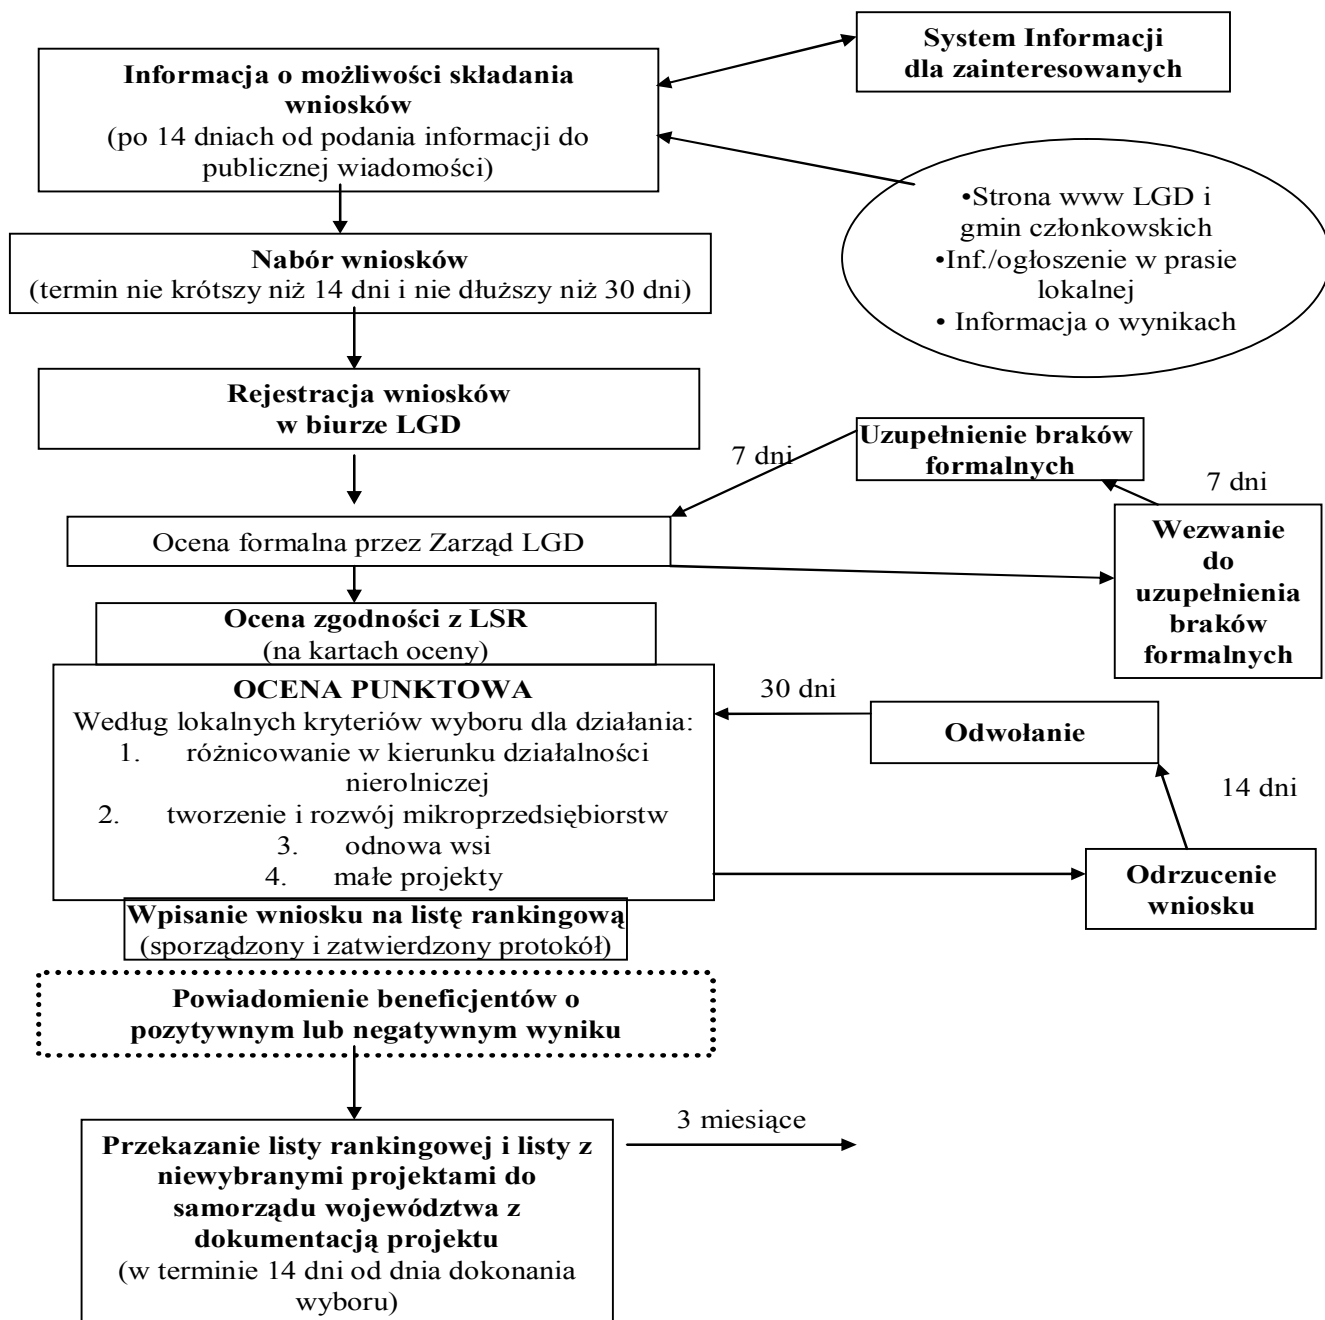 System Informacji
dla zainteresowanych
Informacja o możliwości składania
wniosków
(po 14 dniach od podania informacji do
publicznej wiadomości)
•Strona www LGD i
gmin członkowskich
•Inf./ogłoszenie w prasie
lokalnej
• Informacja o wynikach
Nabór wniosków
(termin nie krótszy niż 14 dni i nie dłuższy niż 30 dni)
Rejestracja wniosków
w biurze LGD
Uzupełnienie braków
formalnych
7 dni
7 dni
Ocena formalna przez Zarząd LGD
Wezwanie
do
uzupełnienia
braków
formalnych
Ocena zgodności z LSR
(na kartach oceny)
OCENA PUNKTOWA
Według lokalnych kryteriów wyboru dla działania:
1. różnicowanie w kierunku działalności
nierolniczej
2. tworzenie i rozwój mikroprzedsiębiorstw
3. odnowa wsi
4. małe projekty
30 dni
Odwołanie
14 dni
Odrzucenie
wniosku
Wpisanie wniosku na listę rankingową
(sporządzony i zatwierdzony protokół)
Powiadomienie beneficjentów o
pozytywnym lub negatywnym wyniku
Przekazanie listy rankingowej i listy z
niewybranymi projektami do
samorządu województwa z
dokumentacją projektu
(w terminie 14 dni od dnia dokonania
wyboru)
3 miesiące